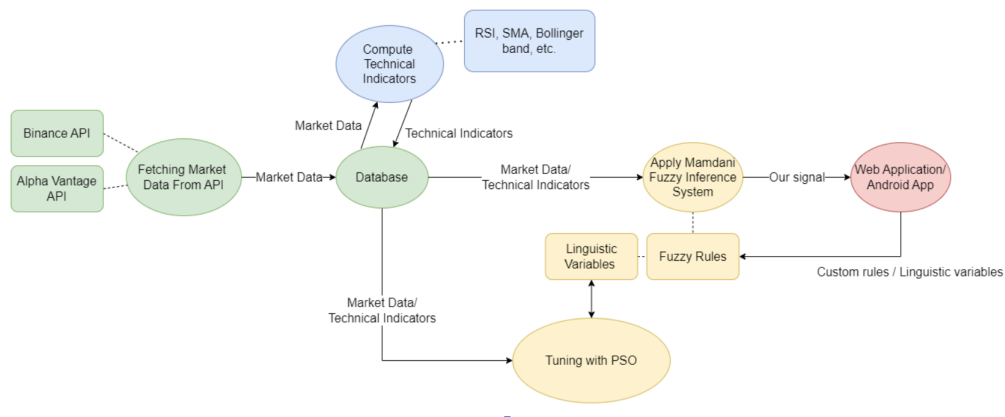 RSI, SMA, Bollinger
band, etc.
Compute
Technical
Indicators
Market Data
Technical Indicators
Binance API
Alpha Vantage
API
Fetching Market
Data From API
Market Data
Database
Market Data/
Technical Indicators
Apply Mamdani
Fuzzy Inference
System
Our signal
Web Application/
Android App
Linguistic
Variables
Fuzzy Rules
Custom rules / Linguistic variables
Market Data/
Technical Indicators
Tuning with PSO